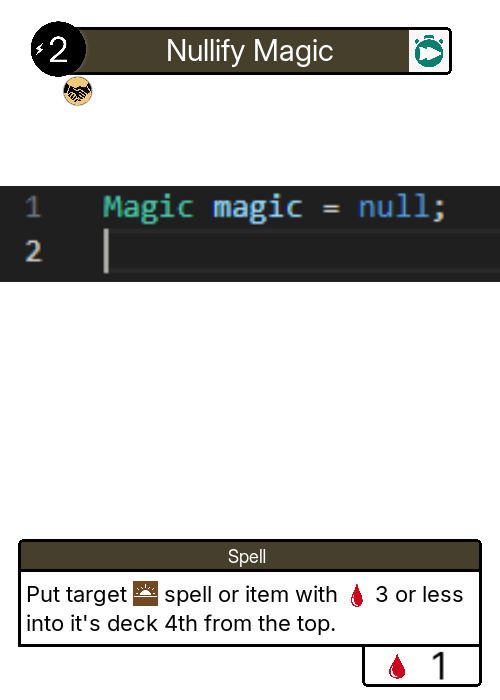 2 Nullify Magic
1 Magic magic = null;
2
Spell
Put target spell or item with 3 or less
into it's deck 4th from the top.
1